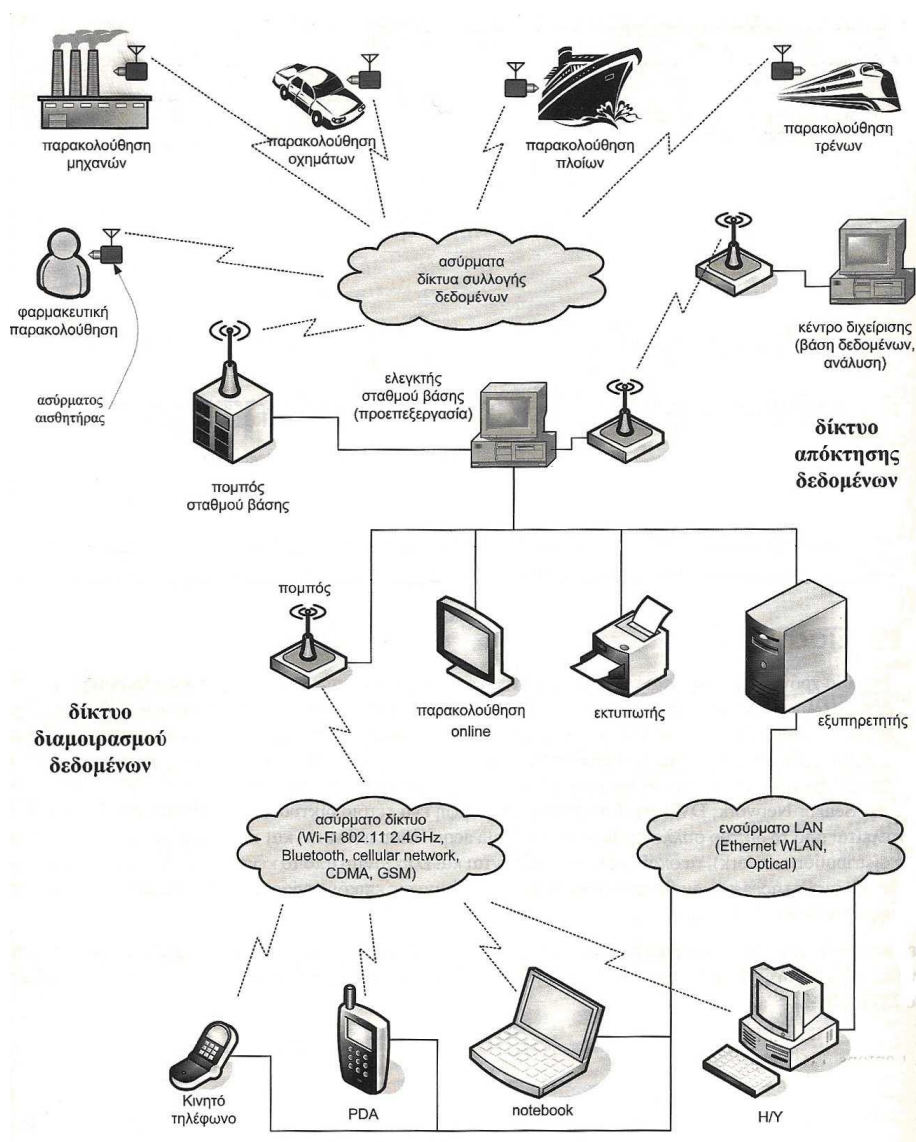 παρακολούθηση
μηχανών
παρακολούθηση
οχημάτων
παρακολούθηση
πλοίων
παρακολούθηση
τρένων
φαρμακευτική
παρακολούθηση
ασύρματος
αισθητήρας
ασύρματα
δίκτυα συλλογής
δεδομένων
κέντρο διχείρισης
(βάση δεδομένων,
ανάλυση)
ελεγκτής
σταθμού βάσης
(προεπεξεργασία)
πομπός
σταθμού βάσης
δίκτυο
απόκτησης
δεδομένων
πομπός
παρακολούθηση
online
εκτυπωτής
εξυπηρετητής
δίκτυο
διαμοιρασμού
δεδομένων
ασύρματο δίκτυο
(Wi-Fi 802.11 2.4GHz,
Bluetooth, cellular network,
CDMA, GSM)
ενσύρματο LAN
(Ethernet WLAN,
Optical)
Κινητό
τηλέφωνο
PDA
notebook
Η/Υ